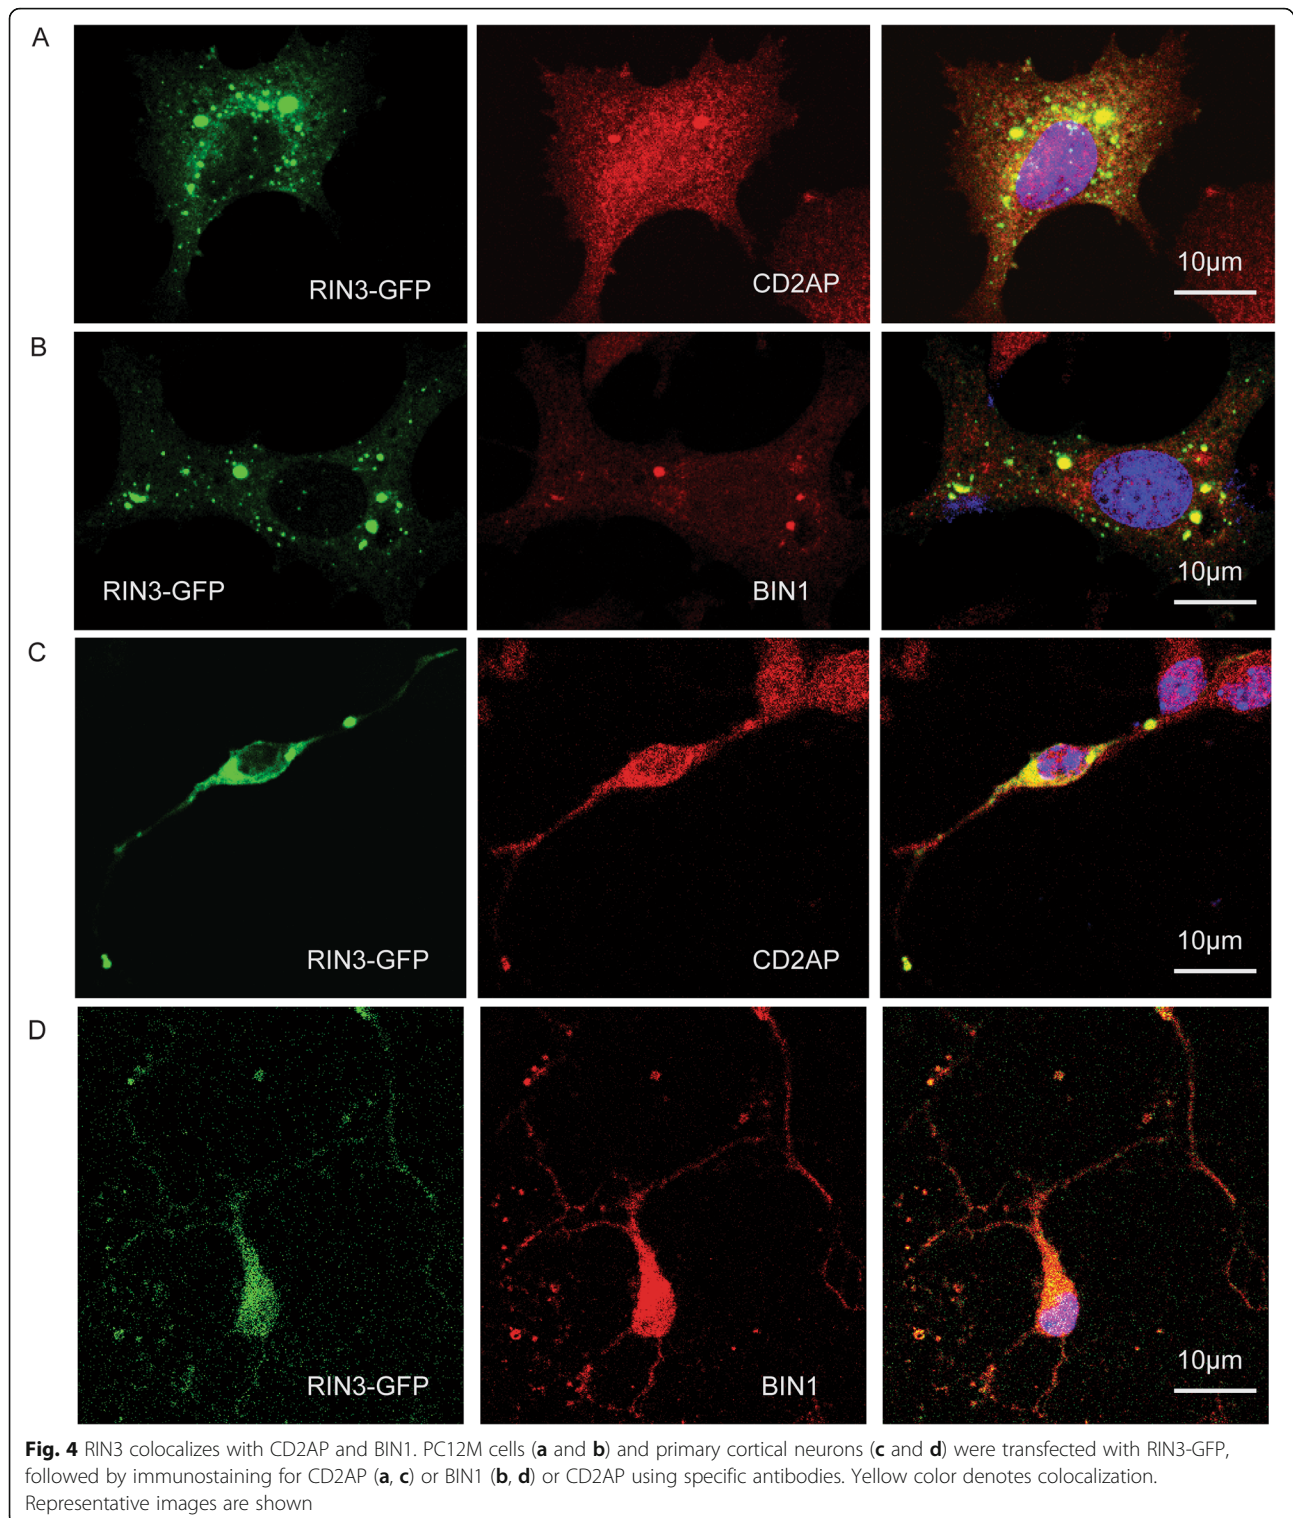 A
RIN3-GFP
CD2AP
10µm
B
RIN3-GFP
BIN1
10µm
C
RIN3-GFP
CD2AP
10µm
D
RIN3-GFP
BIN1
10µm
Fig. 4 RIN3 colocalizes with CD2AP and BIN1. PC12M cells (a and b) and primary cortical neurons (c and d) were transfected with RIN3-GFP,
followed by immunostaining for CD2AP (a, c) or BIN1 (b, d) or CD2AP using specific antibodies. Yellow color denotes colocalization.
Representative images are shown